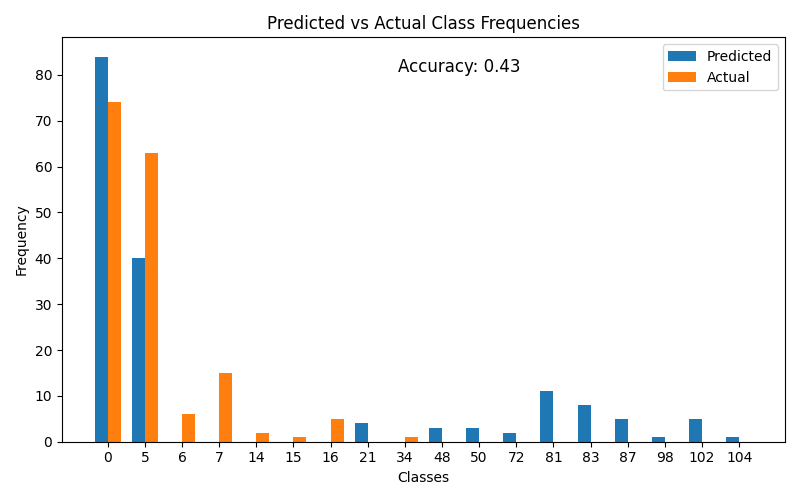 Predicted vs Actual Class Frequencies
Accuracy: 0.43
Predicted
Actual
Frequency
80
70
60
50
40
30
20
10
0
0 5 6 7 14 15 16 21 34 48 50 72 81 83 87 98 102 104
Classes